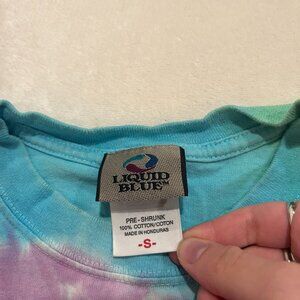 LIQUID
BLUE
PRE-SHRUNK
100% COTTON/COTON
MADE IN HONDURAS
-S-